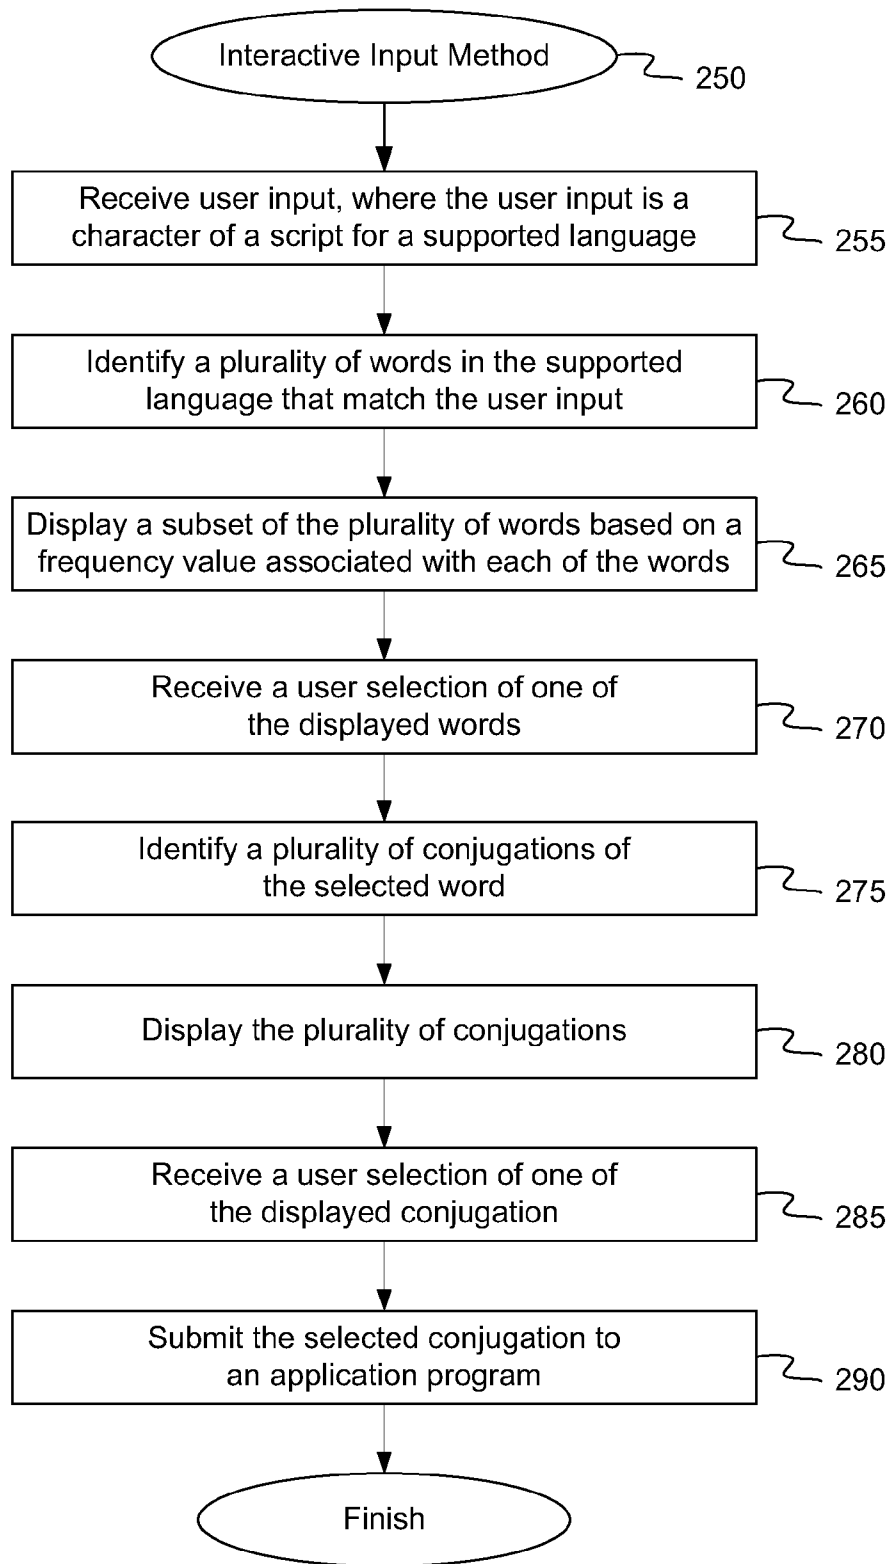 Interactive Input Method
250
Receive user input, where the user input is a
character of a script for a supported language
255
Identify a plurality of words in the supported
language that match the user input
260
Display a subset of the plurality of words based on a
frequency value associated with each of the words
265
Receive a user selection of one of
the displayed words
270
Identify a plurality of conjugations of
the selected word
275
Display the plurality of conjugations
280
Receive a user selection of one of
the displayed conjugation
285
Submit the selected conjugation to
an application program
290
Finish